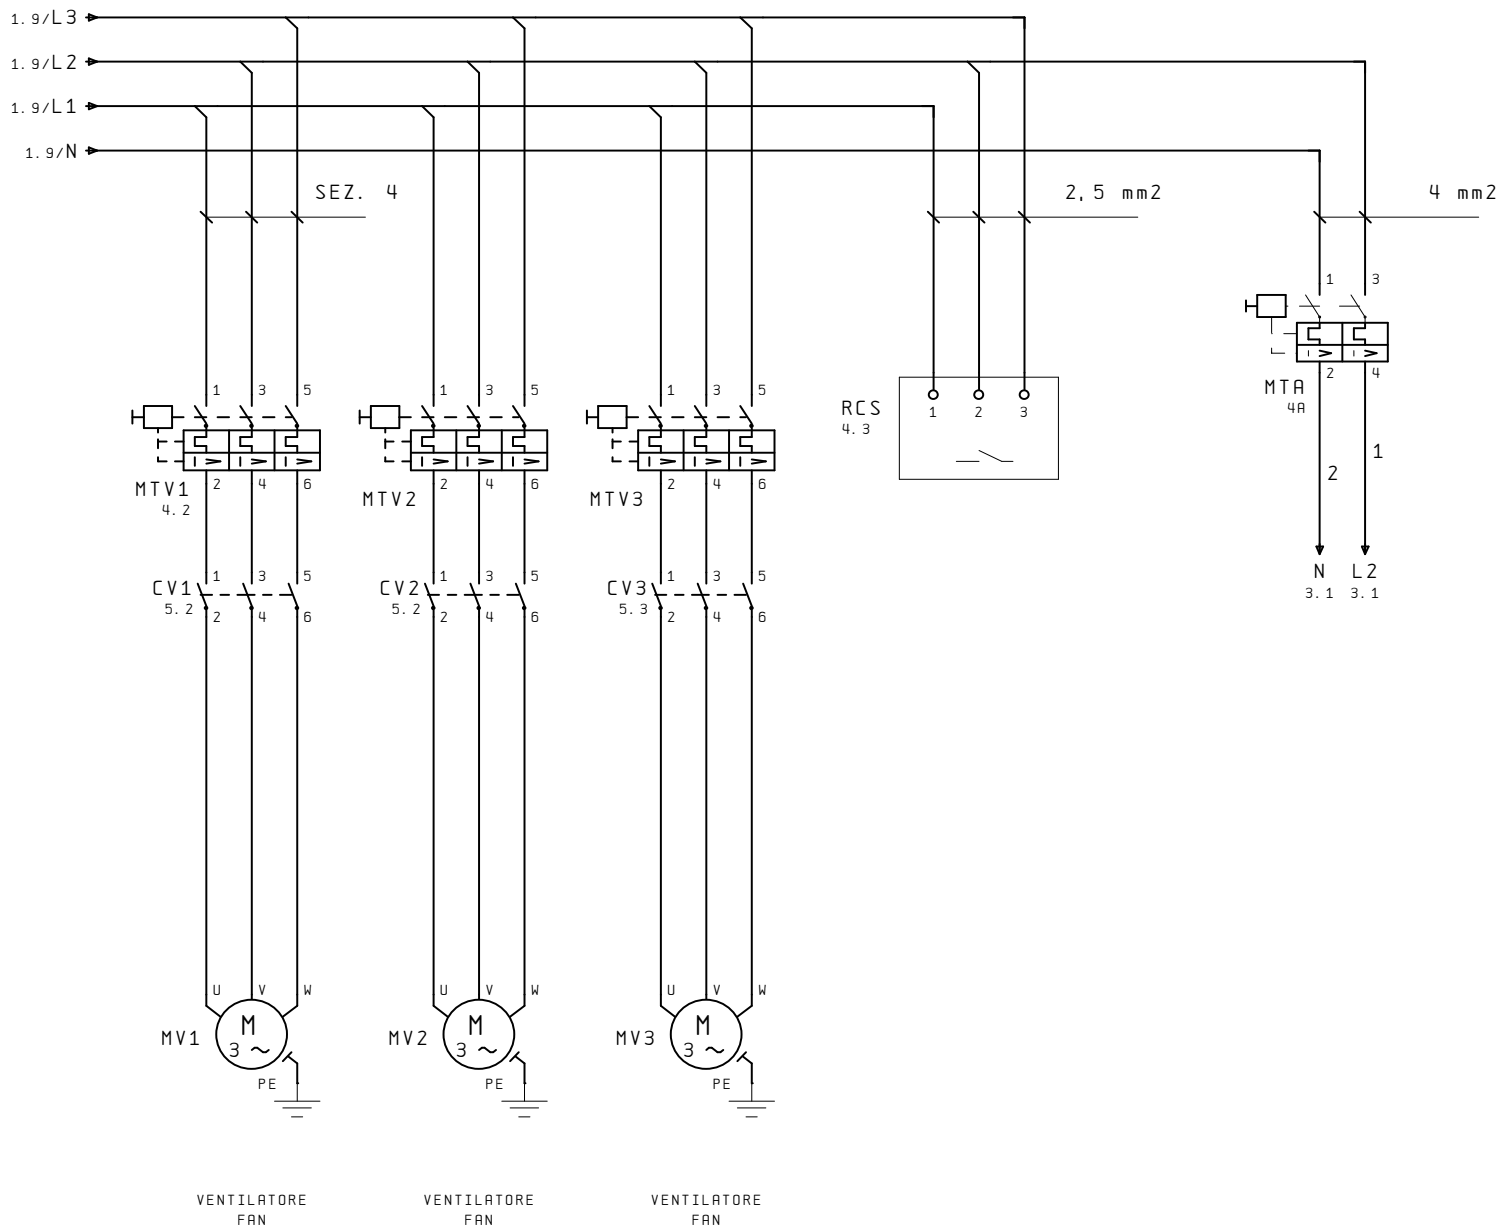 1.9/L3
1.9/L2
1.9/L1
1.9/N
SEZ. 4
2,5 mm2
4 mm2
1 3
MTA
4A
2 4
1
2
N L2
3.1 3.1
1 3 5
1 3 5
1 3 5
RCS
4.3
1 2 3
MTV1
4.2
2 4 6
MTV2
2 4 6
MTV3
2 4 6
CV1
5.2
1 3 5
2 4 6
CV2
5.2
1 3 5
2 4 6
CV3
5.3
1 3 5
2 4 6
U V W
MV1
M
3 ~
PE
U V W
MV2
M
3 ~
PE
U V W
MV3
M
3 ~
PE
VENTILATORE
FAN
VENTILATORE
FAN
VENTILATORE
FAN